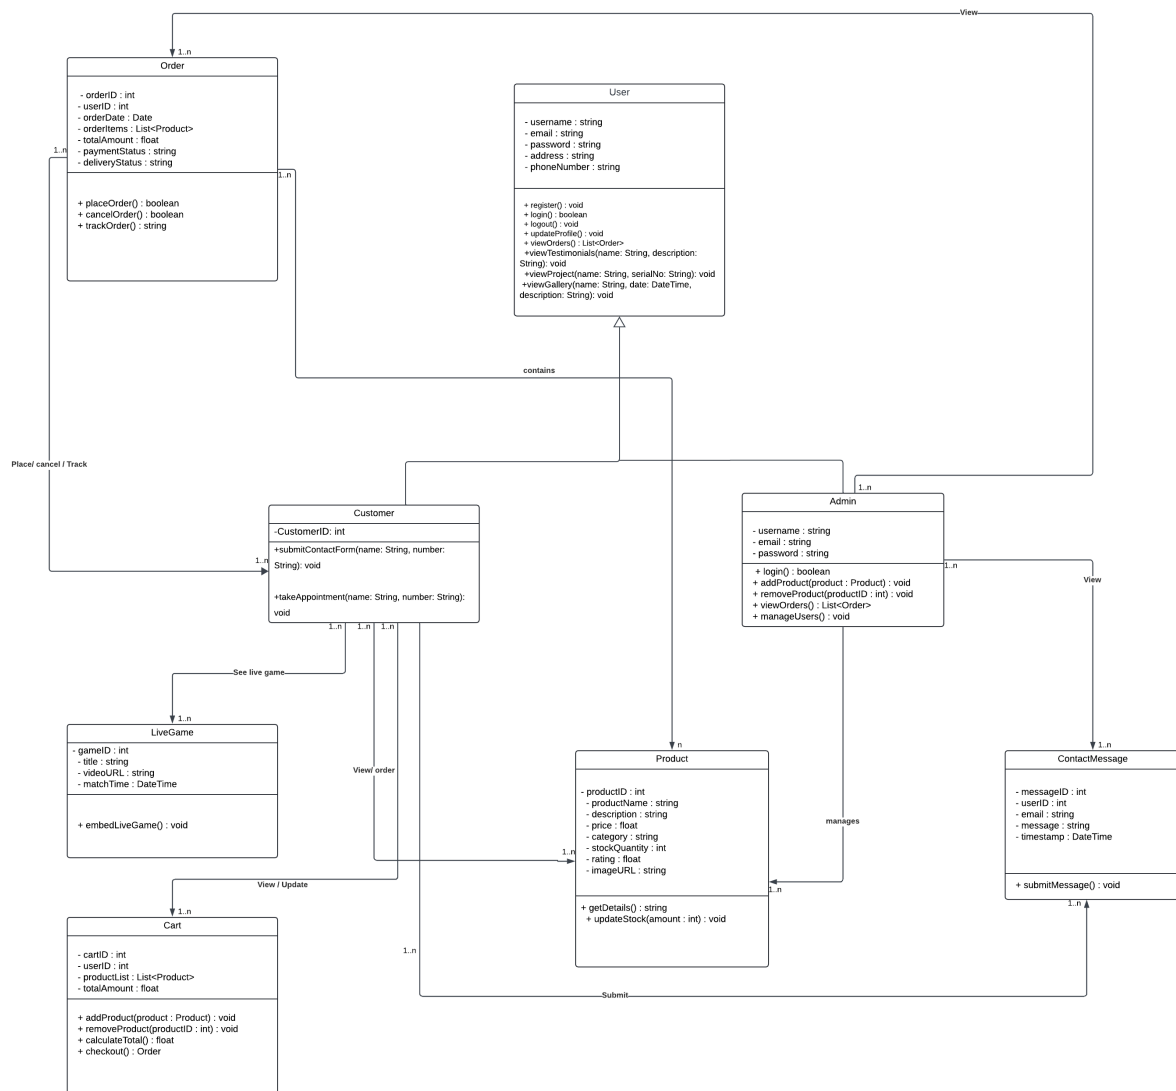 View
1..n
Order
- orderID : int
- userID : int
- orderDate : Date
- orderItems : List<Product>
- totalAmount : float
- paymentStatus : string
- deliveryStatus : string
+ placeOrder() : boolean
+ cancelOrder() : boolean
+ trackOrder() : string
1..n
1..n
User
- username : string
- email : string
- password : string
- address : string
- phoneNumber : string
+ register() : void
+ login() : boolean
+ logout() : void
+ updateProfile() : void
+ viewOrders() : List<Order>
+viewTestimonials(name: String, description:
String): void
+viewProject(name: String, serialNo: String): void
+viewGallery(name: String, date: DateTime,
description: String): void
contains
Place/ cancel / Track
1..n
Customer
-CustomerID: int
+submitContactForm(name: String, number:
String): void
+takeAppointment(name: String, number: String):
void
1..n
1..n
1..n
1..n
Admin
- username : string
- email : string
- password : string
+ login() : boolean
+ addProduct(product : Product) : void
+ removeProduct(productID : int) : void
+ viewOrders() : List<Order>
+ manageUsers() : void
1..n
View
See live game
1..n
LiveGame
- gameID : int
- title : string
- videoURL : string
- matchTime : DateTime
+ embedLiveGame() : void
View/ order
n
Product
- productID : int
- productName : string
- description : string
- price : float
- category : string
- stockQuantity : int
- rating : float
- imageURL : string
+ getDetails() : string
+ updateStock(amount : int) : void
1..n
manages
1..n
1..n
ContactMessage
- messageID : int
- userID : int
- email : string
- message : string
- timestamp : DateTime
+ submitMessage() : void
1..n
View / Update
1..n
Cart
- cartID : int
- userID : int
- productList : List<Product>
- totalAmount : float
+ addProduct(product : Product) : void
+ removeProduct(productID : int) : void
+ calculateTotal() : float
+ checkout() : Order
1..n
Submit